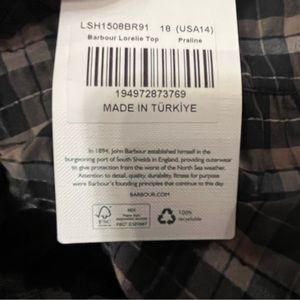 LSH1508BR91 18 (USA14)
Barbour Lorelie Top Praline
194972873769
MADE IN TÜRKİYE
In 1894, John Barbour established himself in the
burgeoning port of South Shields in England, providing outerwear
to give protection from the worst of the North Sea weather.
Attention to detail, quality, durability, fitness for purpose
were Barbour's founding principles that continue to this day
BARBOUR.COM
FSC
MIX
100%
recyclable